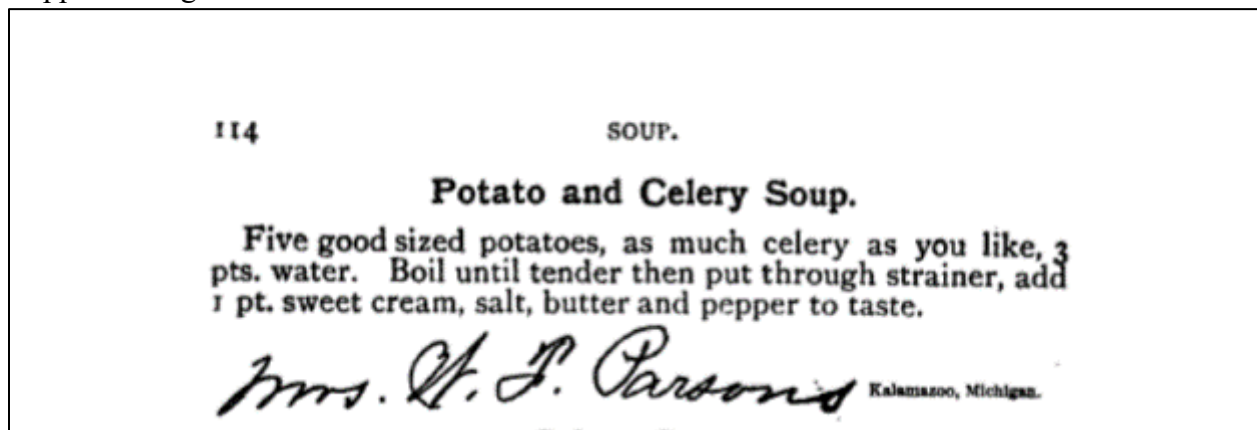 114 SOUP.
Potato and Celery Soup.
Five good sized potatoes, as much celery as you like, 3
pts. water. Boil until tender then put through strainer, add
1 pt. sweet cream, salt, butter and pepper to taste.
Mrs. W. F. Parsons Kalamazoo, Michigan.